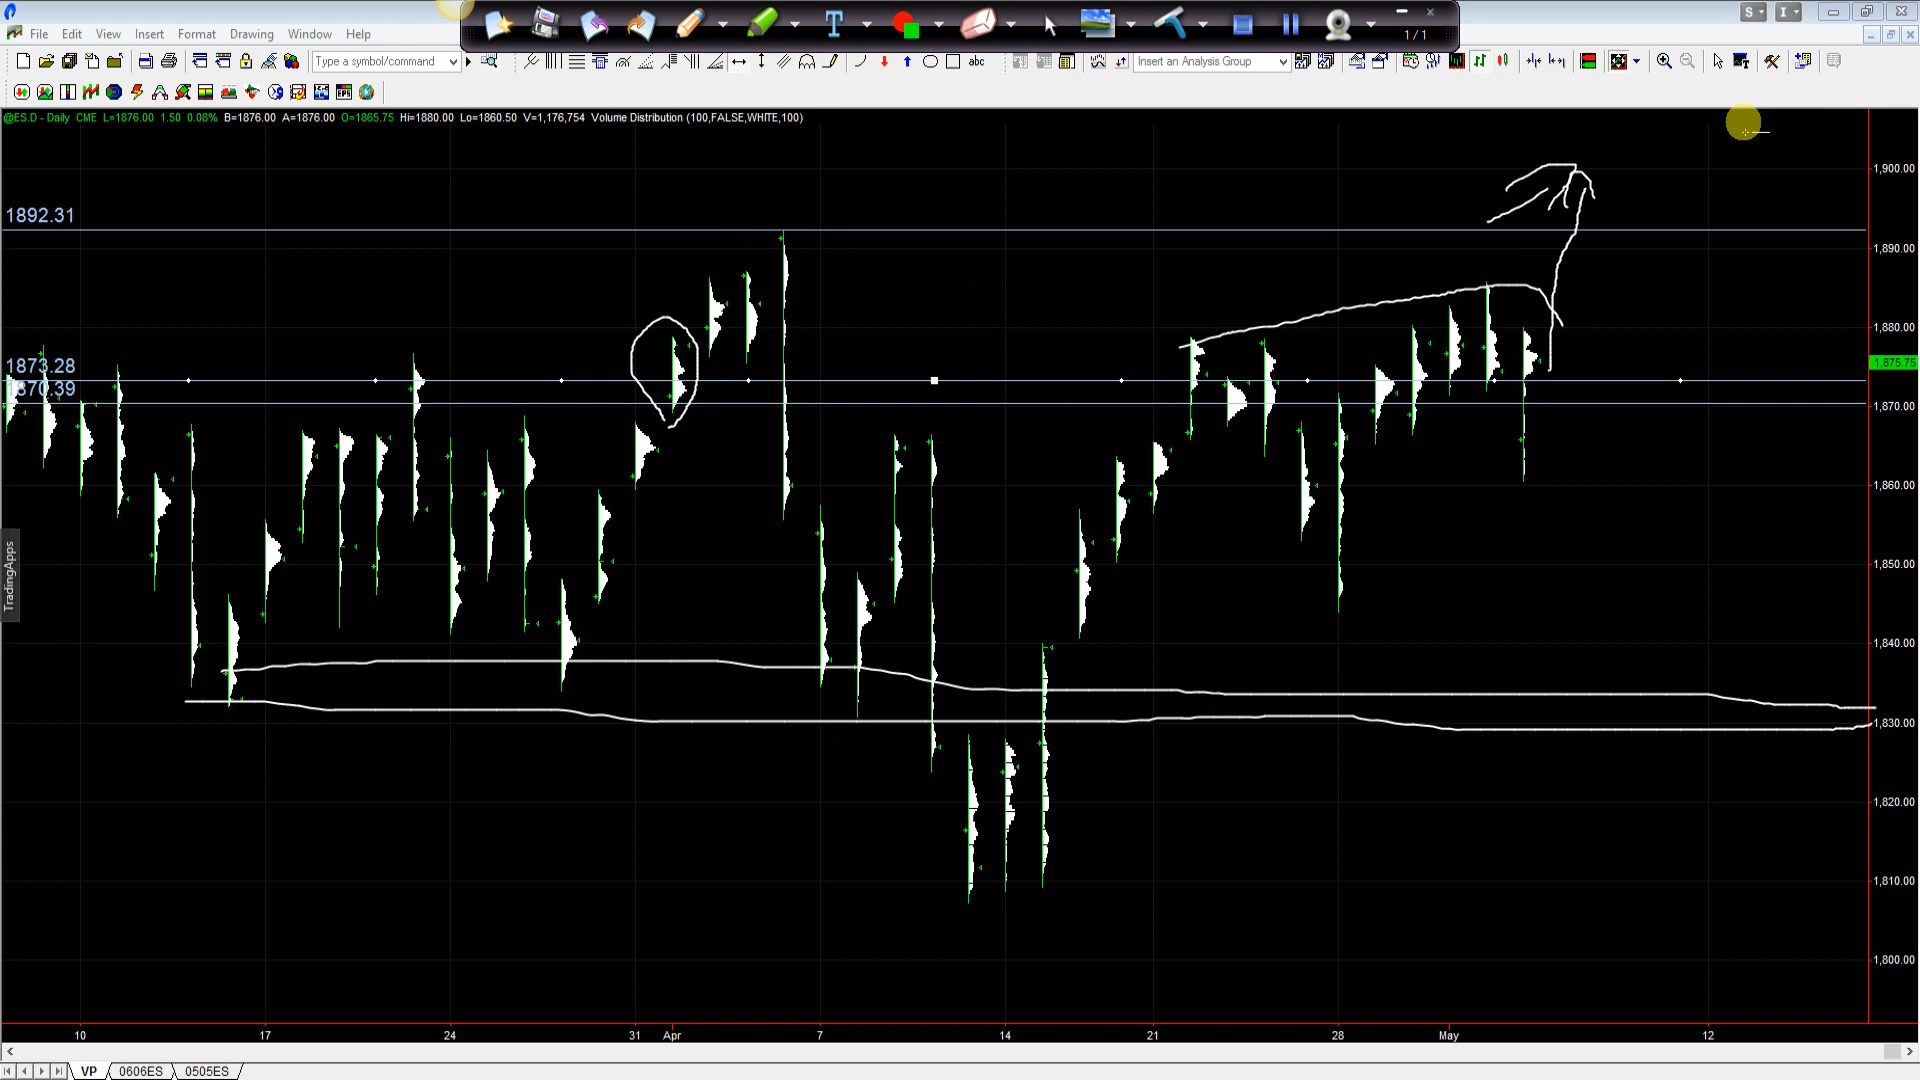 1 / 1
S I
File Edit View Insert Format Drawing Window Help
Type a symbol/command
abc
Insert an Analysis Group
@ES.D - Daily CME L=1876.00 1.50 0.08% B=1876.00 A=1876.00 O=1865.75 Hi=1880.00 Lo=1860.50 V=1,176,754 Volume Distribution (100,FALSE,WHITE,100)
1,900.00
1892.31
1,890.00
1,880.00
1873.28
1,875.75
1870.39
1,870.00
1,860.00
1,850.00
TradingApps
1,840.00
1,830.00
1,820.00
1,810.00
1,800.00
10 17 24 31 Apr 7 14 21 28 May 12
VP 0606ES 0505ES